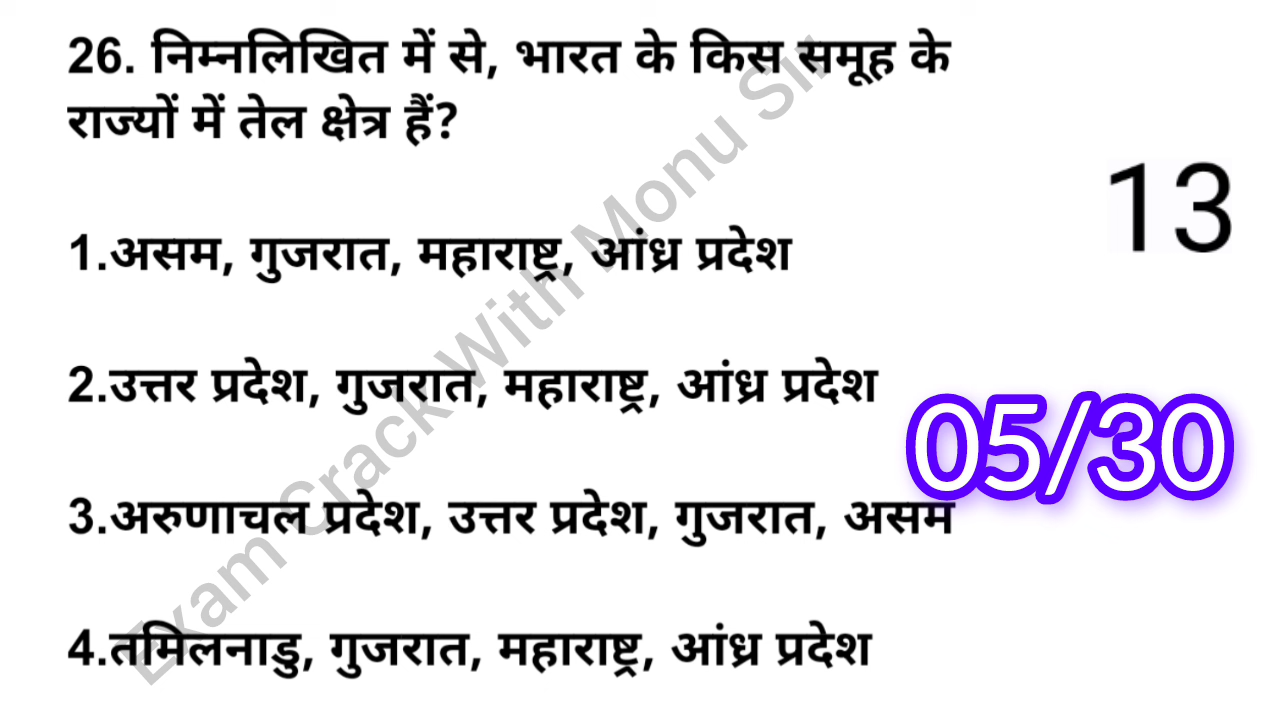 26. निम्नलिखित में से, भारत के किस समूह के
राज्यों में तेल क्षेत्र हैं?
13
1.असम, गुजरात, महाराष्ट्र, आंध्र प्रदेश
2.उत्तर प्रदेश, गुजरात, महाराष्ट्र, आंध्र प्रदेश
05/30
3.अरुणाचल प्रदेश, उत्तर प्रदेश, गुजरात, असम
4.तमिलनाडु, गुजरात, महाराष्ट्र, आंध्र प्रदेश
Exam Crack With Monu Sir